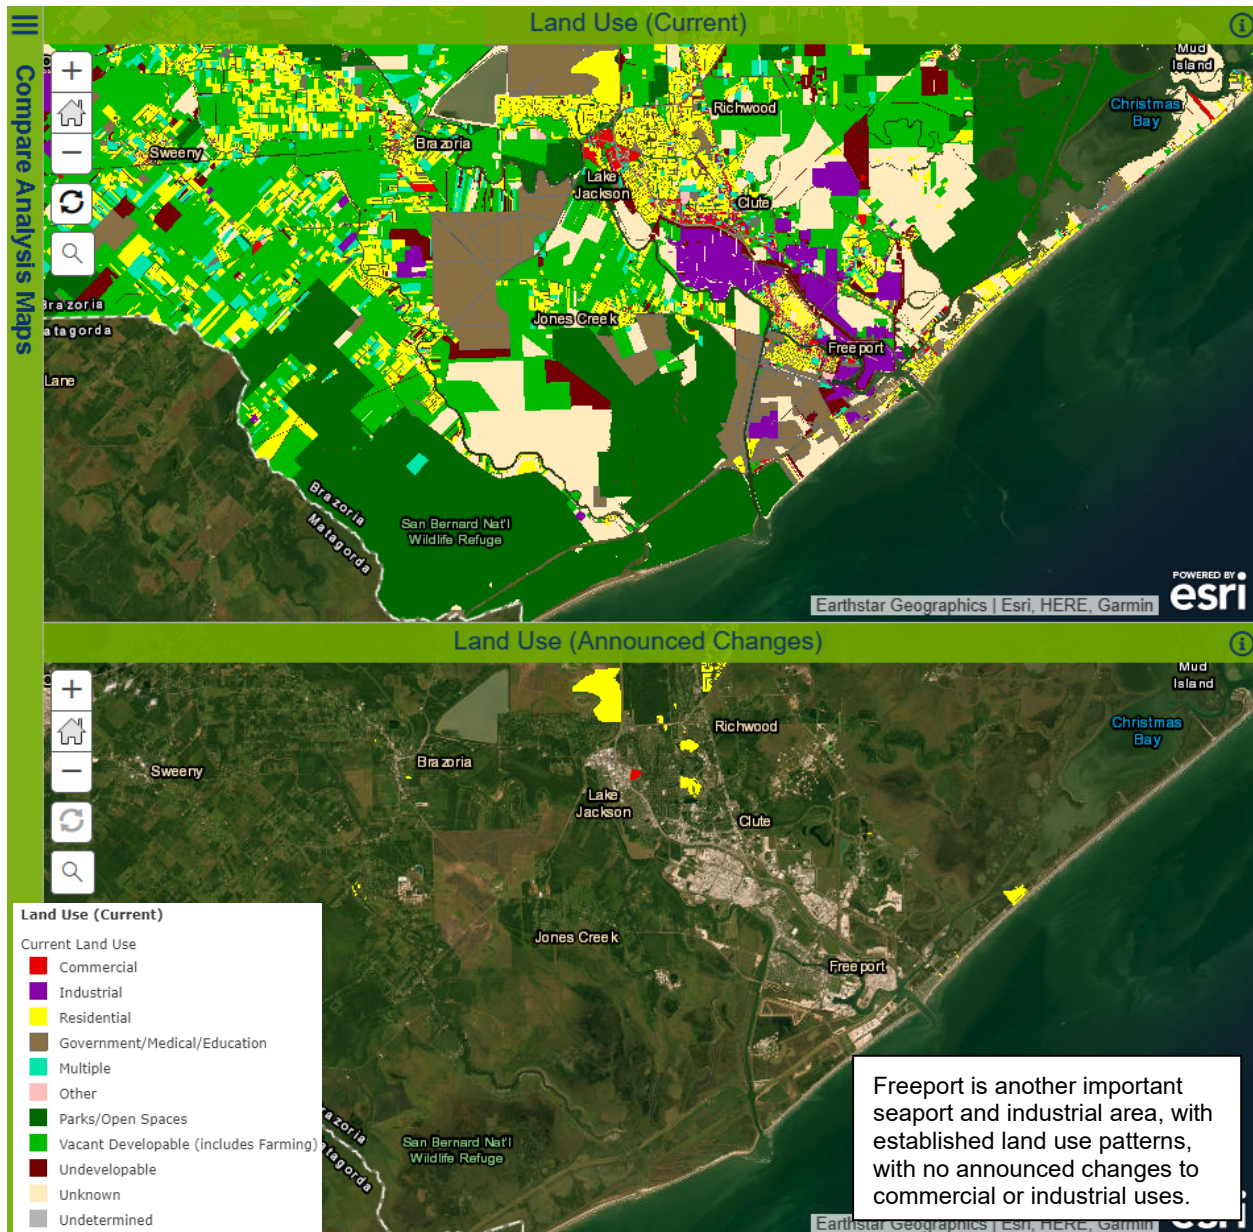 Land Use (Current)
Compare Analysis Maps
Mud
Island
Christmas
Bay
Richwood
Brazoria
Sweeny
Lake
Jackson
Clute
Brazoria
atagorda
Jones Creek
Freeport
Lane
Brazoria
Matagorda
San Bernard Nat'l
Wildlife Refuge
POWERED BY
esri
Earthstar Geographics | Esri, HERE, Garmin
Land Use (Announced Changes)
Mud
Island
Christmas
Bay
Richwood
Brazoria
Sweeny
Lake
Jackson
Clute
Jones Creek
Freeport
razoria
atagorda
San Bernard Nat'l
Wildlife Refuge
Land Use (Current)
Current Land Use
Commercial
Industrial
Residential
Government/Medical/Education
Multiple
Other
Parks/Open Spaces
Vacant Developable (includes Farming)
Undevelopable
Unknown
Undetermined
Freeport is another important
seaport and industrial area, with
established land use patterns,
with no announced changes to
commercial or industrial uses.
Earthstar Geographics | Esri, HERE, Garmin
esri